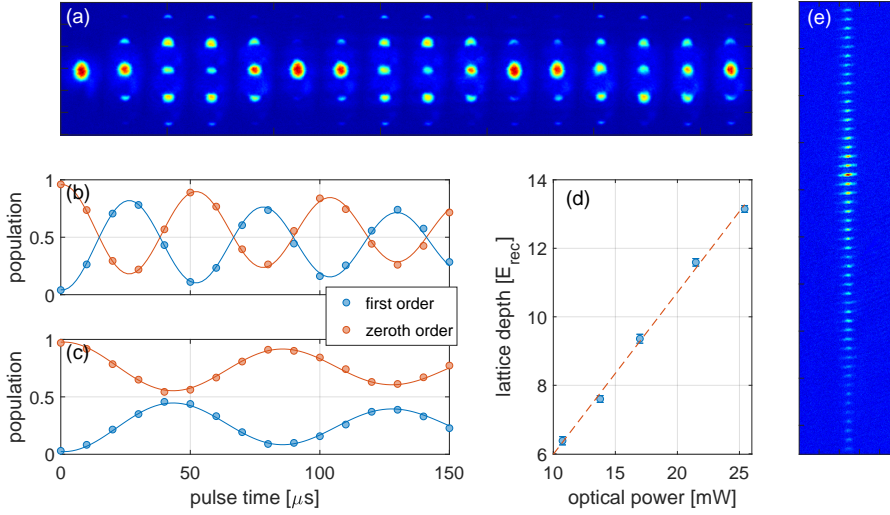 (a)
(e)
(b)
population
1
0.5
0
first order
zeroth order
(c)
population
1
0.5
0
0
50
100
150
pulse time [μs]
(d)
lattice depth [E_rec]
14
12
10
8
6
10
15
20
25
optical power [mW]